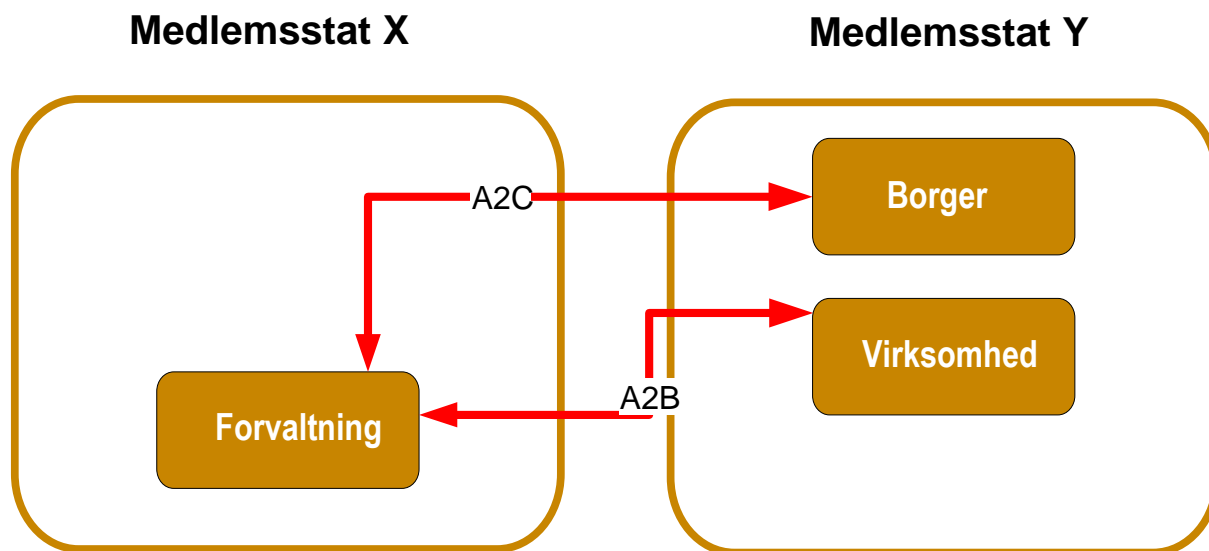 Medlemsstat X
Medlemsstat Y
A2C
Borger
Virksomhed
A2B
Forvaltning